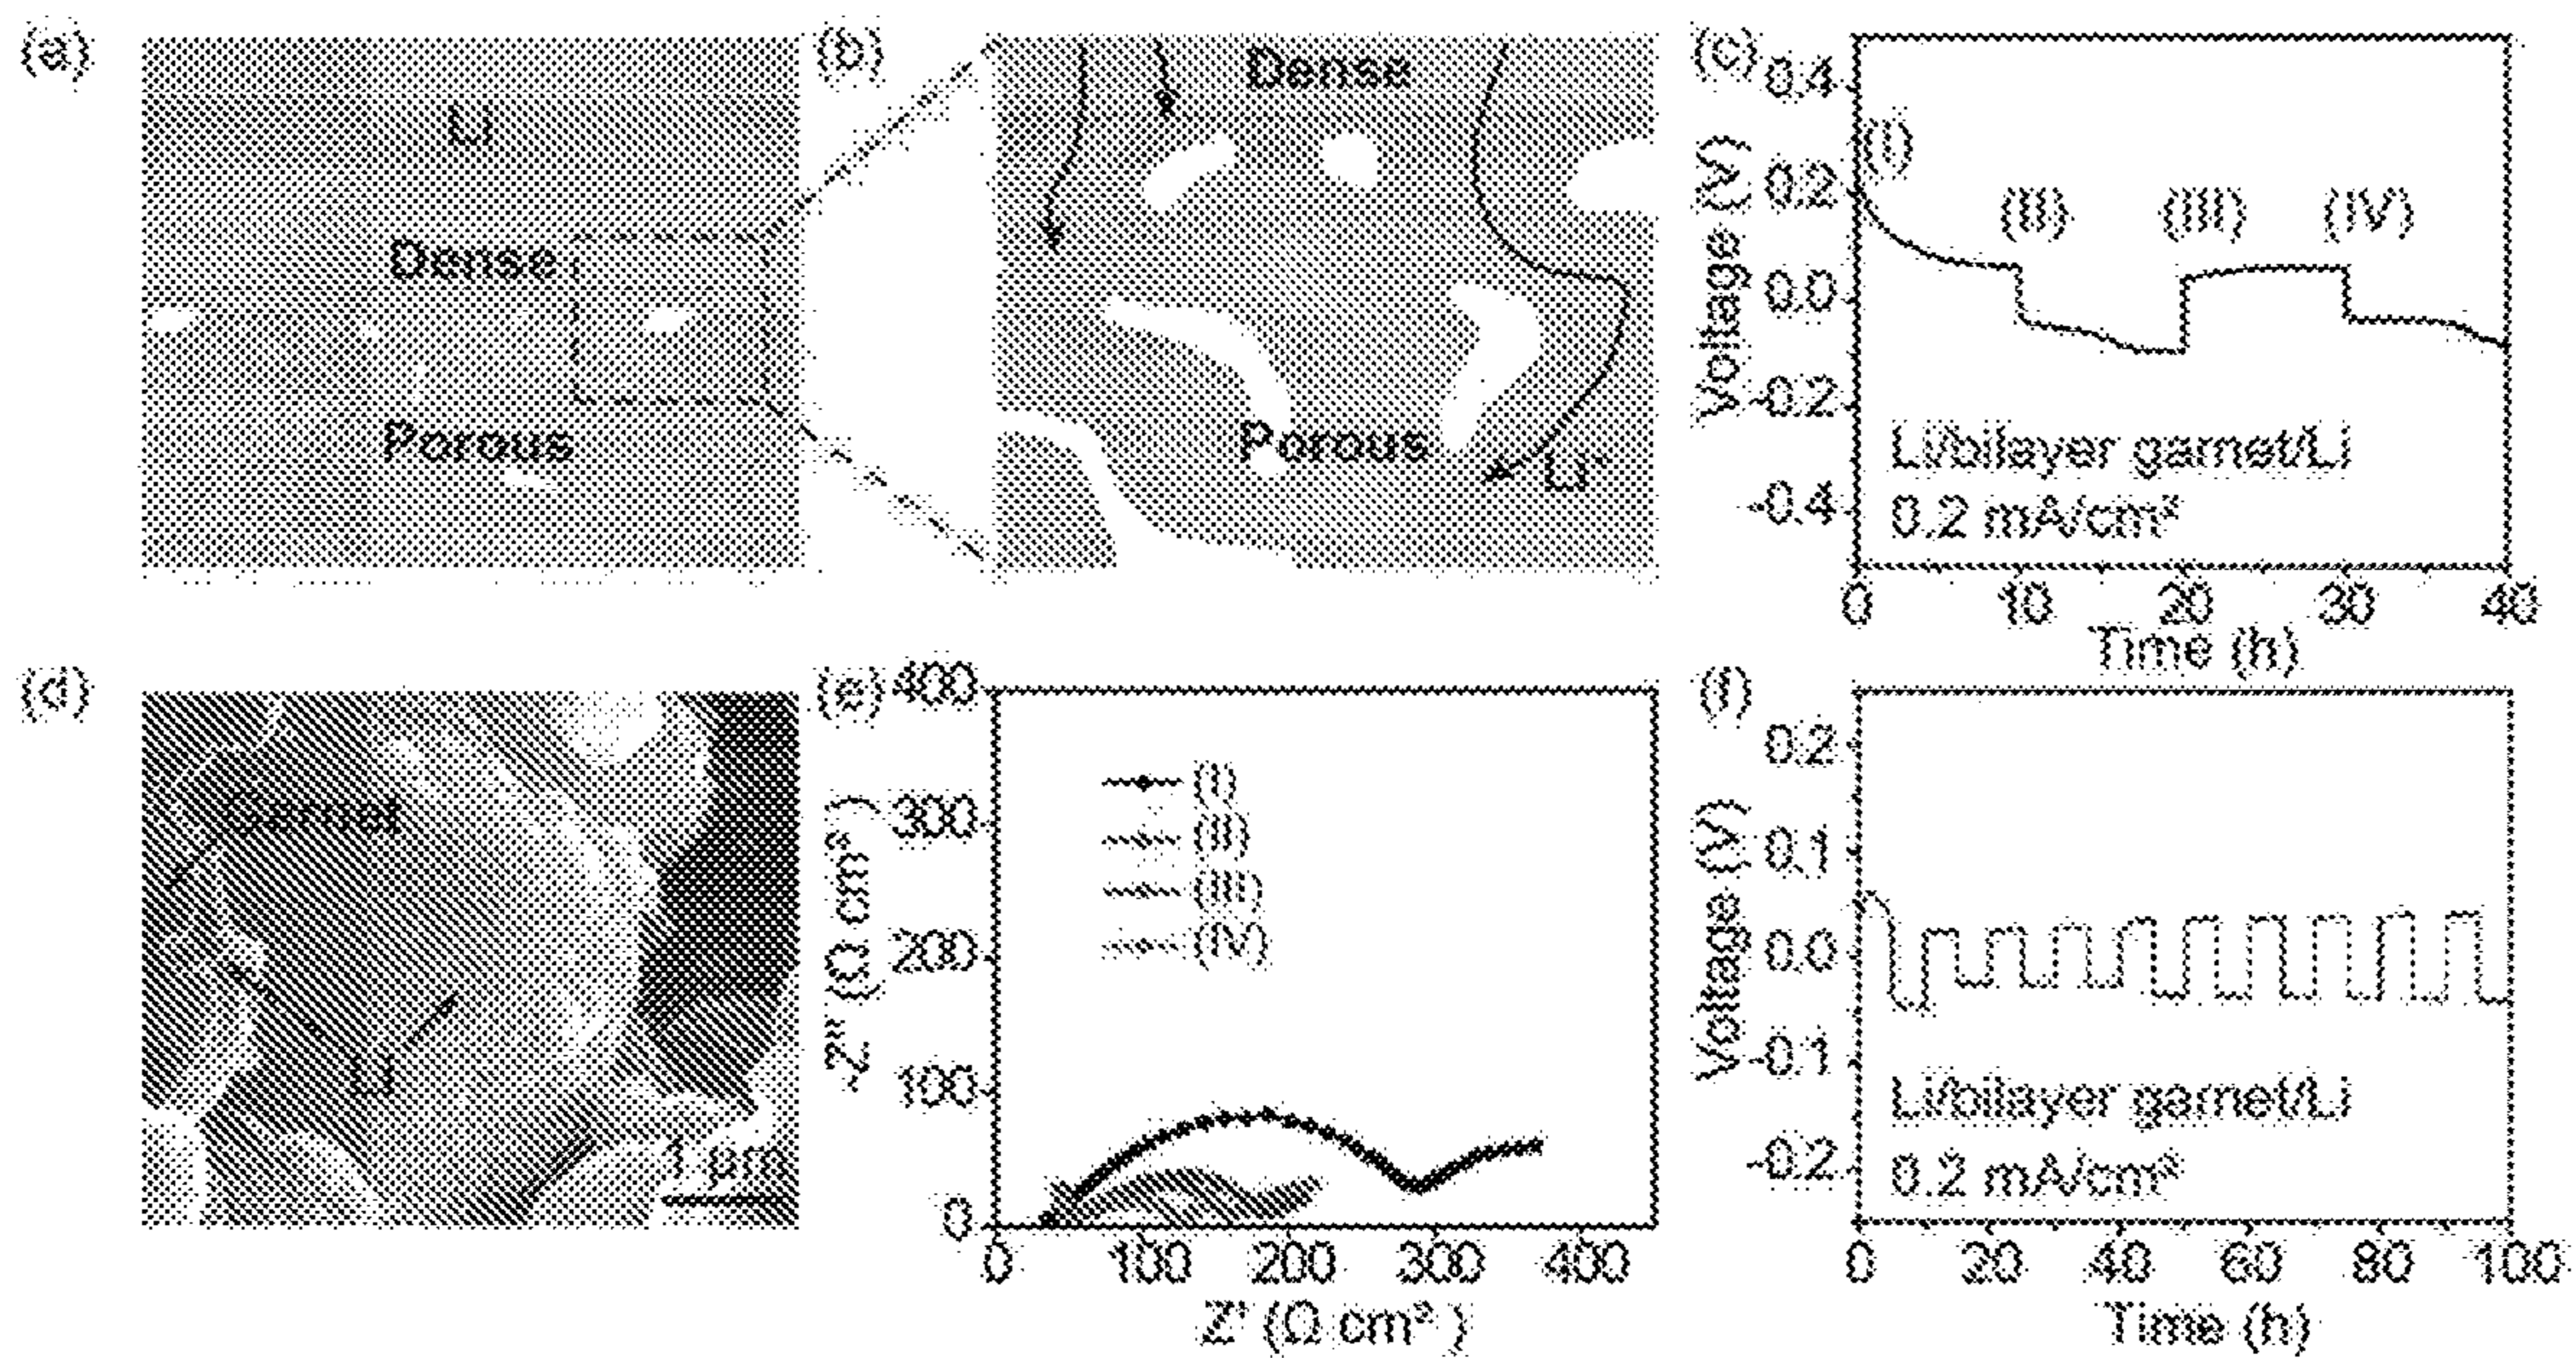 (a)
Li
Dense
Porous
(b)
Dense
Porous
Li⁺
(c)
Voltage (V)
0.4
0.2
0.0
-0.2
-0.4
(I)
(II)
(III)
(IV)
Li/bilayer garnet/Li
0.2 mA/cm²
0
10
20
30
40
Time (h)
(d)
Garnet
Li
1 μm
(e)
-Z'' (Ω cm²)
400
300
200
100
0
(I)
(II)
(III)
(IV)
0
100
200
300
400
Z' (Ω cm²)
(f)
Voltage (V)
0.2
0.1
0.0
-0.1
-0.2
Li/bilayer garnet/Li
0.2 mA/cm²
0
20
40
60
80
100
Time (h)